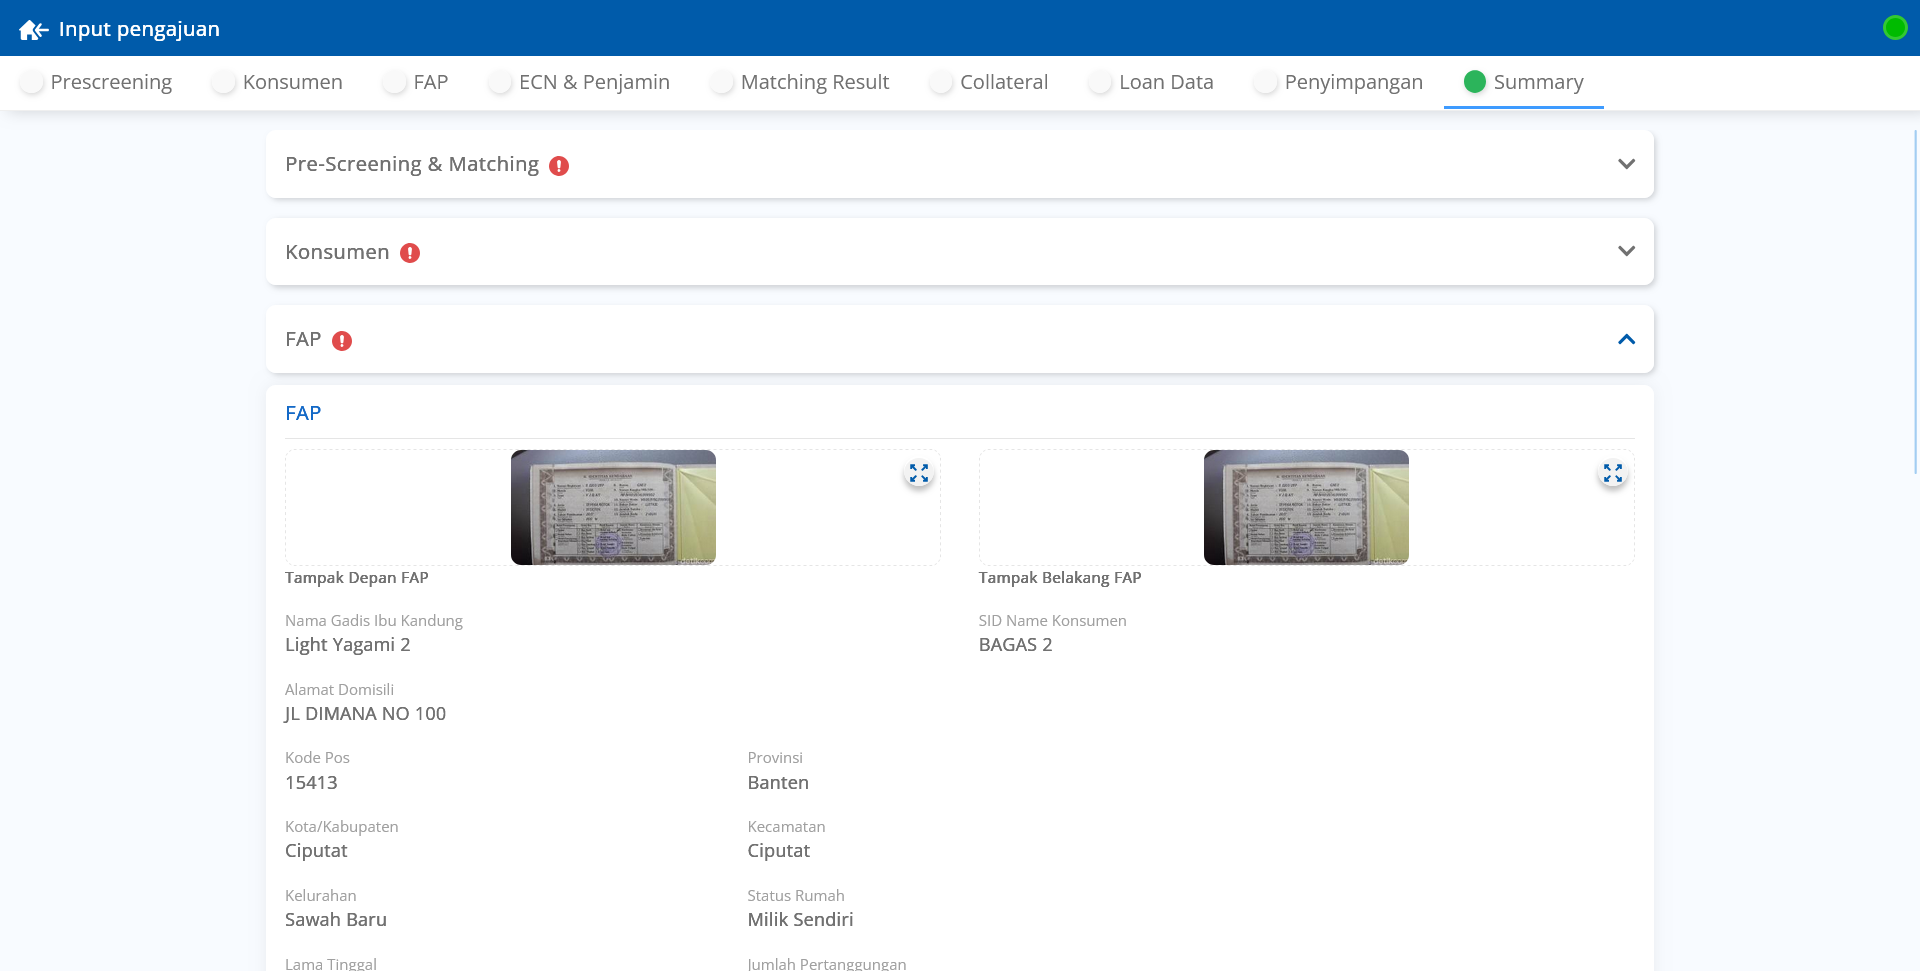 Input pengajuan
Prescreening Konsumen FAP ECN & Penjamin Matching Result Collateral Loan Data Penyimpangan Summary
Pre-Screening & Matching
Konsumen
FAP
FAP
Tampak Depan FAP Tampak Belakang FAP
Nama Gadis Ibu Kandung SID Name Konsumen
Light Yagami 2 BAGAS 2
Alamat Domisili
JL DIMANA NO 100
Kode Pos Provinsi
15413 Banten
Kota/Kabupaten Kecamatan
Ciputat Ciputat
Kelurahan Status Rumah
Sawah Baru Milik Sendiri
Lama Tinggal Jumlah Pertanggungan